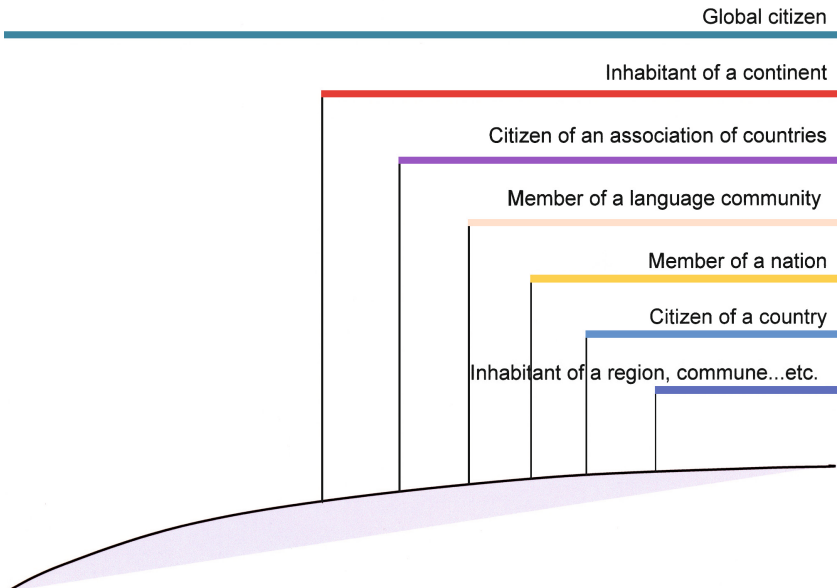 Global citizen
Inhabitant of a continent
Citizen of an association of countries
Member of a language community
Member of a nation
Citizen of a country
Inhabitant of a region, commune...etc.